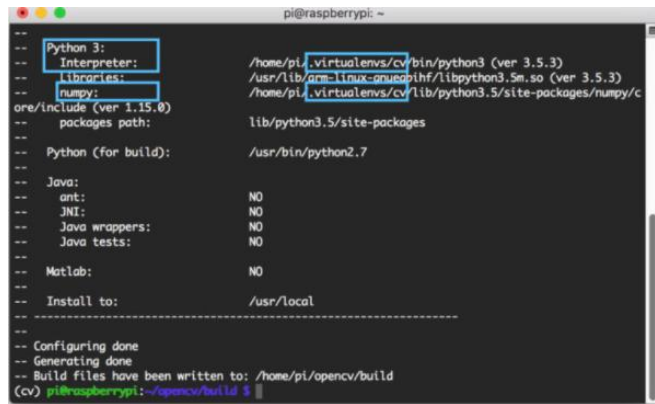 pi@raspberrypi: ~
--
-- Python 3:
-- Interpreter: /home/pi/.virtualenvs/cv/bin/python3 (ver 3.5.3)
-- Libraries: /usr/lib/arm-linux-gnueabihf/libpython3.5m.so (ver 3.5.3)
-- numpy: /home/pi/.virtualenvs/cv/lib/python3.5/site-packages/numpy/c
ore/include (ver 1.15.0)
-- packages path: lib/python3.5/site-packages
--
-- Python (for build): /usr/bin/python2.7
--
-- Java:
-- ant: NO
-- JNI: NO
-- Java wrappers: NO
-- Java tests: NO
--
-- Matlab: NO
--
-- Install to: /usr/local
-- -----------------------------------------------------------------
--
-- Configuring done
-- Generating done
-- Build files have been written to: /home/pi/opencv/build
(cv) pi@raspberrypi:~/opencv/build $